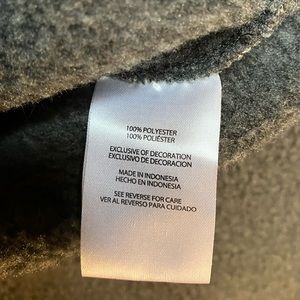 100% POLYESTER
100% POLIÉSTER
EXCLUSIVE OF DECORATION
EXCLUSIVO DE DECORACION
MADE IN INDONESIA
HECHO EN INDONESIA
SEE REVERSE FOR CARE
VER AL REVERSO PARA CUIDADO